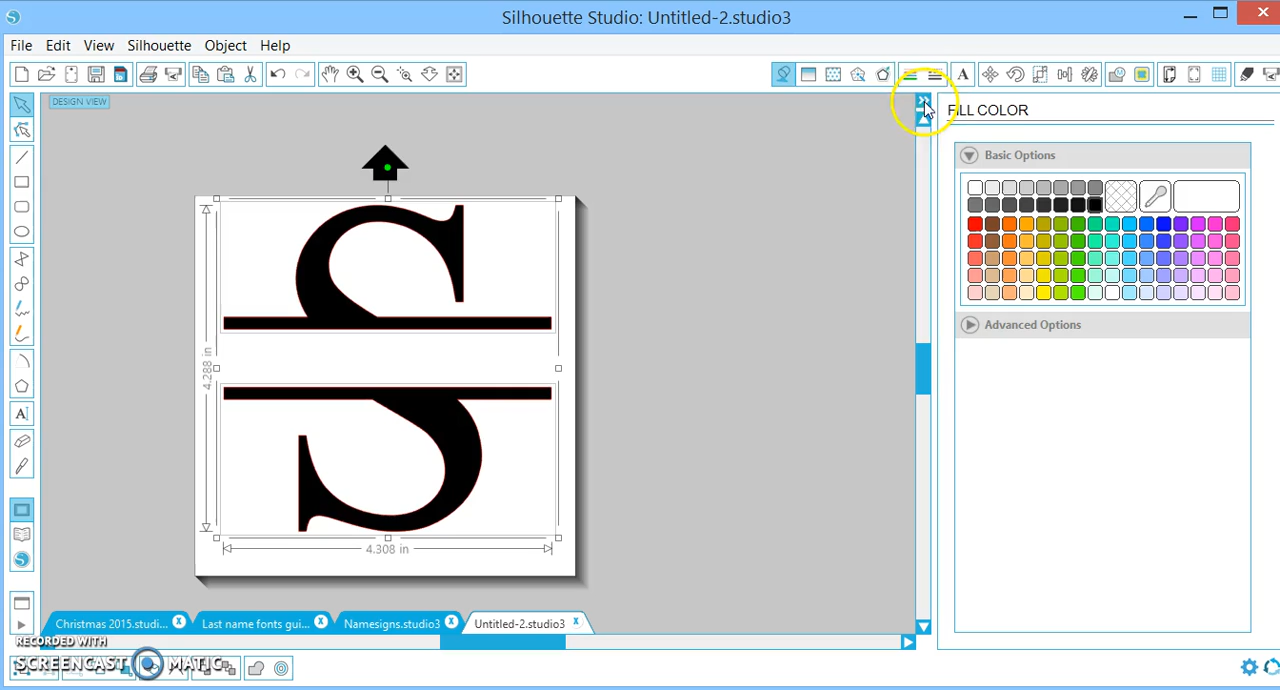 Silhouette Studio: Untitled-2.studio3
File Edit View Silhouette Object Help
DESIGN VIEW
FILL COLOR
Basic Options
Advanced Options
S
4.288 in
4.308 in
Christmas 2015.studi...
Last name fonts gui...
Namesigns.studio3
Untitled-2.studio3
RECORDED WITH
SCREENCAST MATIC